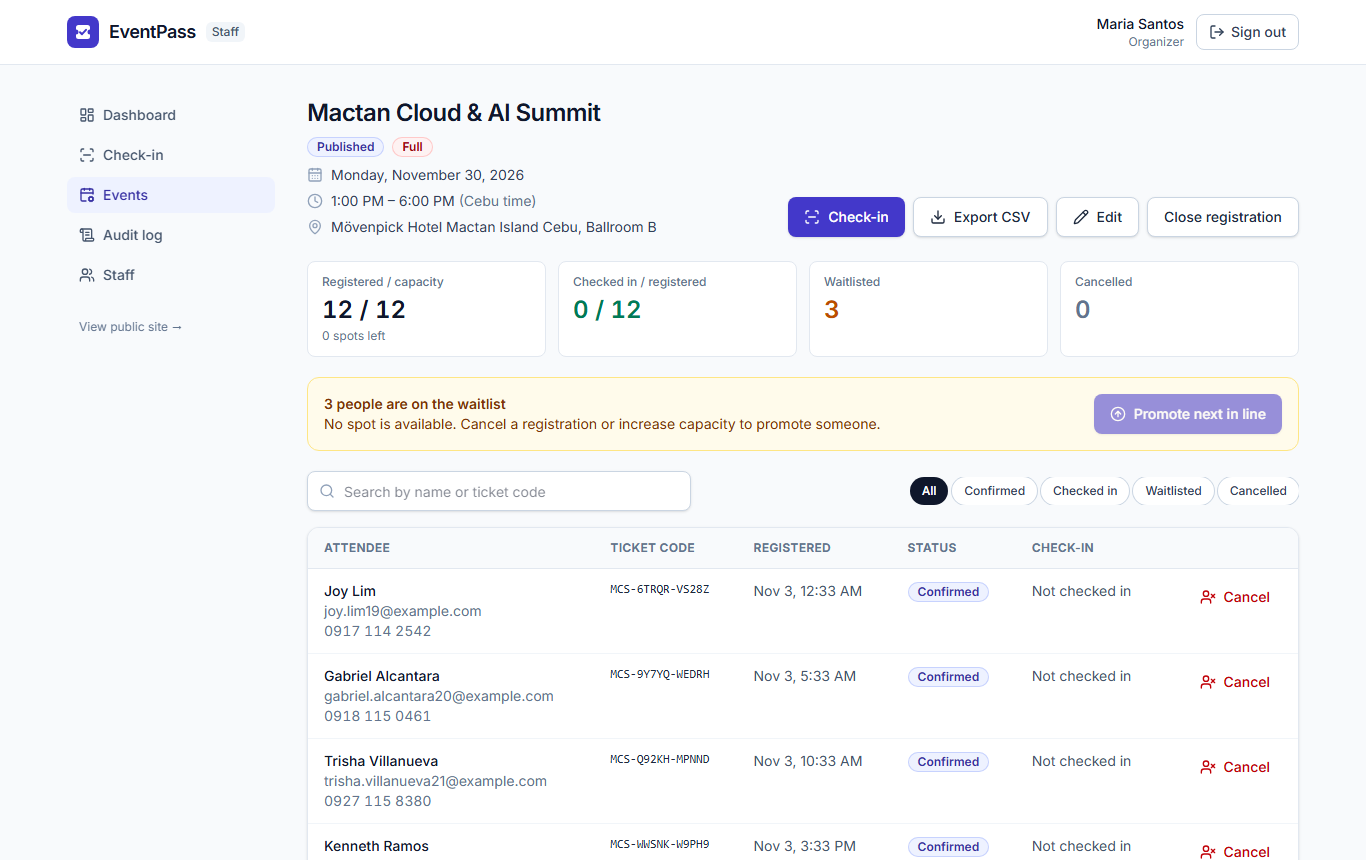 EventPass Staff
Maria Santos
Organizer
Sign out
Dashboard
Check-in
Events
Audit log
Staff
View public site →
Mactan Cloud & AI Summit
Published Full
Monday, November 30, 2026
1:00 PM – 6:00 PM (Cebu time)
Mövenpick Hotel Mactan Island Cebu, Ballroom B
Check-in Export CSV Edit Close registration
Registered / capacity
12 / 12
0 spots left
Checked in / registered
0 / 12
Waitlisted
3
Cancelled
0
3 people are on the waitlist
No spot is available. Cancel a registration or increase capacity to promote someone.
Promote next in line
Search by name or ticket code
All Confirmed Checked in Waitlisted Cancelled
ATTENDEE TICKET CODE REGISTERED STATUS CHECK-IN
Joy Lim MCS-6TRQR-VS28Z Nov 3, 12:33 AM Confirmed Not checked in Cancel
joy.lim19@example.com
0917 114 2542
Gabriel Alcantara MCS-9Y7YQ-WEDRH Nov 3, 5:33 AM Confirmed Not checked in Cancel
gabriel.alcantara20@example.com
0918 115 0461
Trisha Villanueva MCS-Q92KH-MPNND Nov 3, 10:33 AM Confirmed Not checked in Cancel
trisha.villanueva21@example.com
0927 115 8380
Kenneth Ramos MCS-WWSNK-W9PH9 Nov 3, 3:33 PM Confirmed Not checked in Cancel